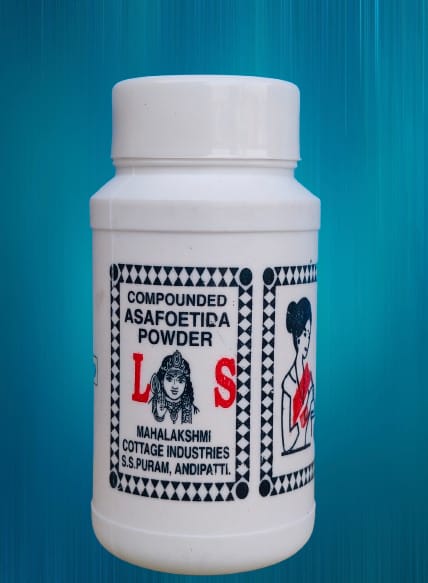 COMPOUNDED
ASAFOETIDA
POWDER
L S
MAHALAKSHMI
COTTAGE INDUSTRIES
S.S.PURAM, ANDIPATTI.